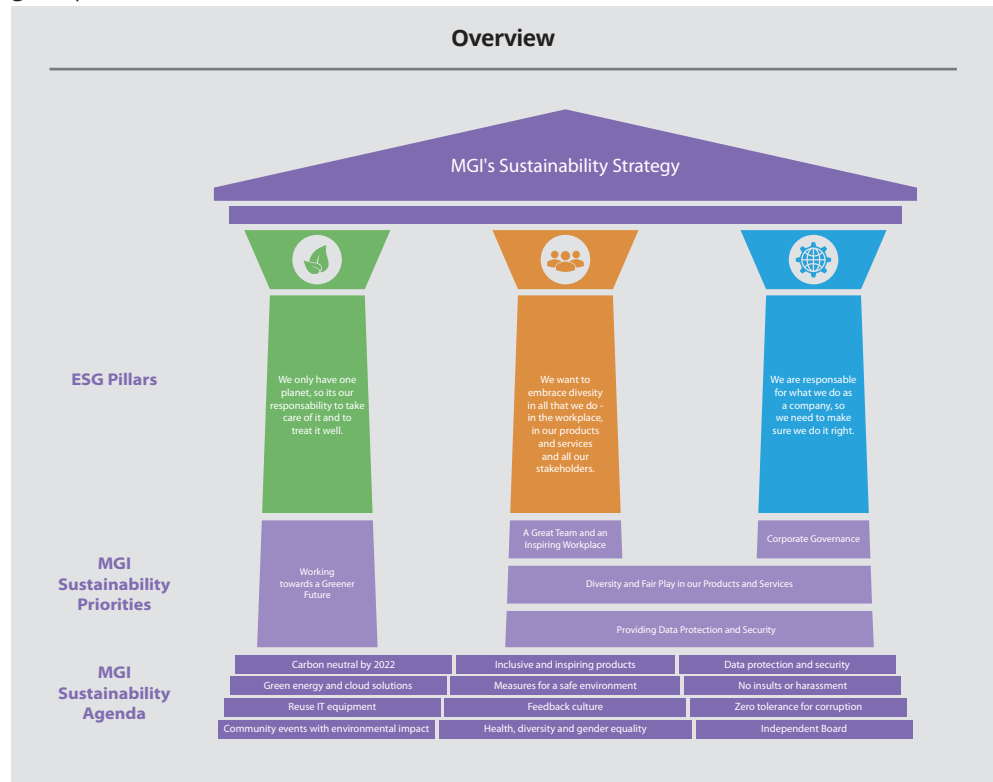 Overview
MGI's Sustainability Strategy
ESG Pillars
We only have one
planet, so its our
responsability to take
care of it and to
treat it well.
We want to
embrace divesity
in all that we do -
in the workplace,
in our products
and services
and all our
stakeholders.
We are responsable
for what we do as
a company, so
we need to make
sure we do it right.
MGI
Sustainability
Priorities
Working
towards a Greener
Future
A Great Team and an
Inspiring Workplace
Corporate Governance
Diversity and Fair Play in our Products and Services
Providing Data Protection and Security
MGI
Sustainability
Agenda
Carbon neutral by 2022
Inclusive and inspiring products
Data protection and security
Green energy and cloud solutions
Measures for a safe environment
No insults or harassment
Reuse IT equipment
Feedback culture
Zero tolerance for corruption
Community events with environmental impact
Health, diversity and gender equality
Independent Board